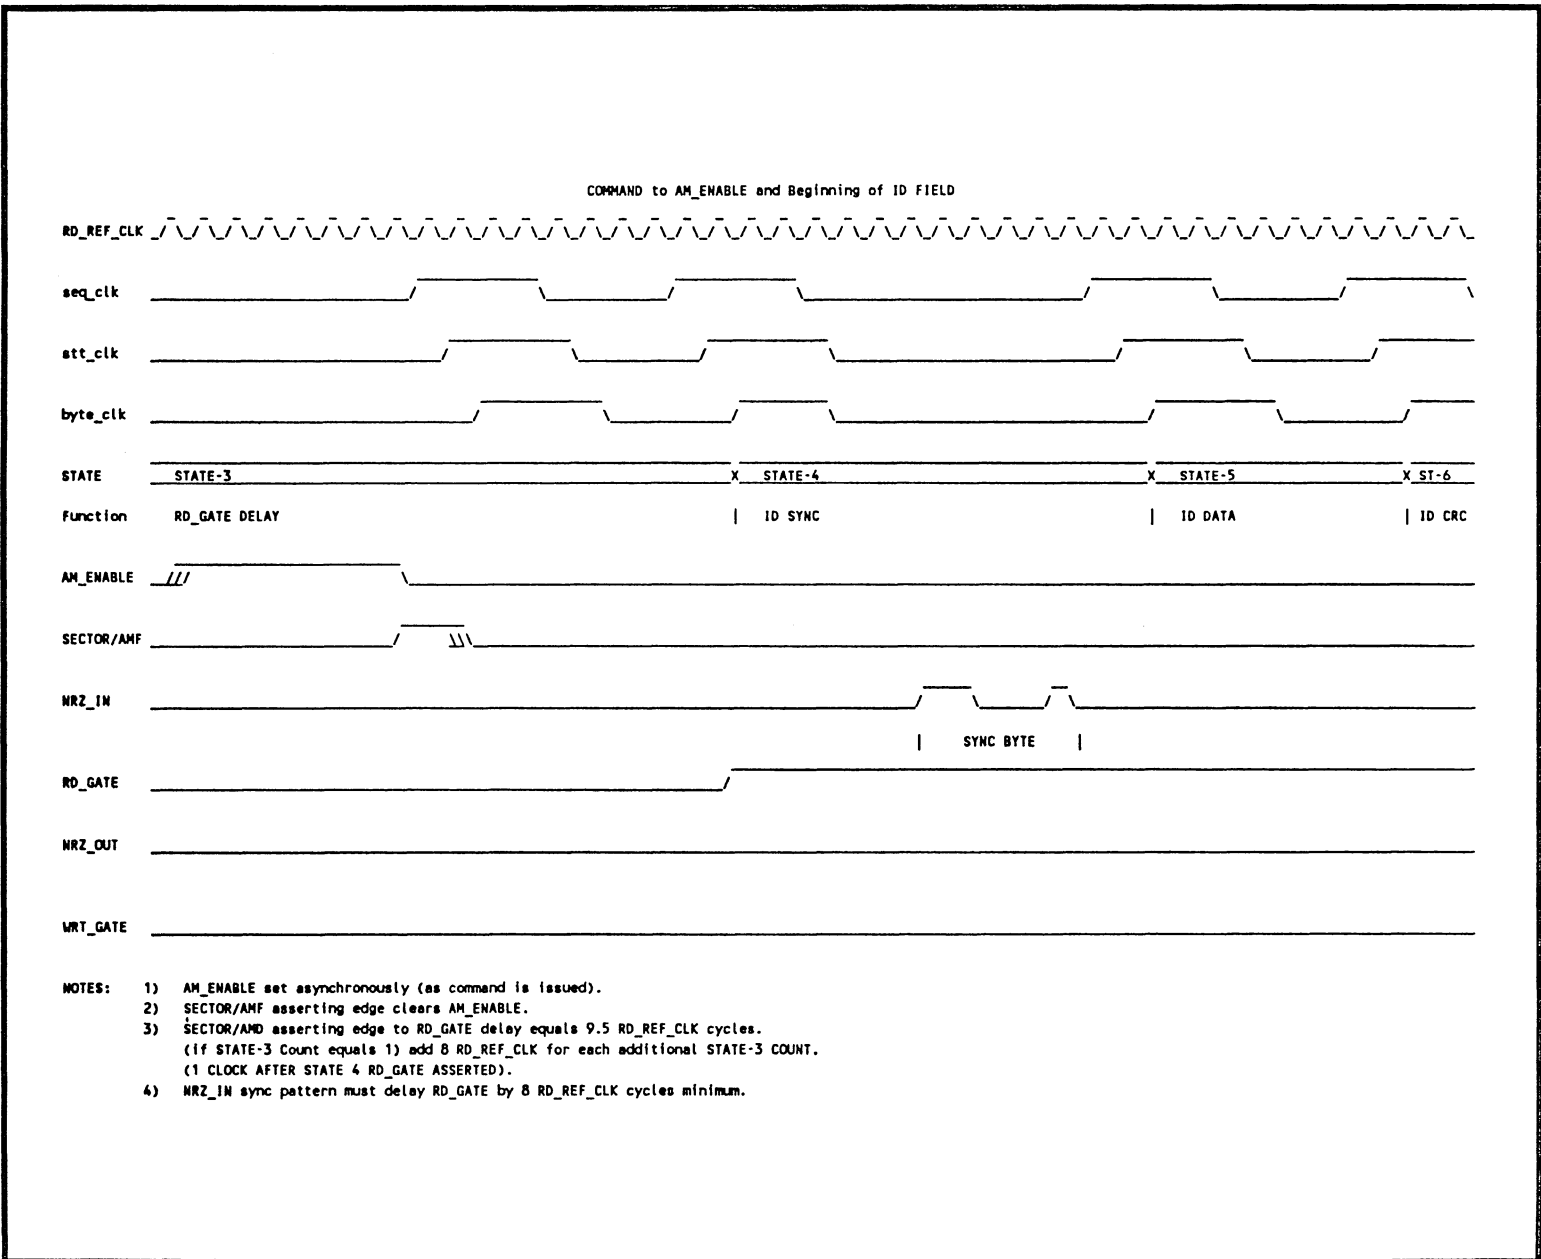 COMMAND to AM_ENABLE and Beginning of ID FIELD
RD_REF_CLK
seq_clk
stt_clk
byte_clk
STATE STATE-3 X STATE-4 X STATE-5 X ST-6
Function RD_GATE DELAY | ID SYNC | ID DATA | ID CRC
AM_ENABLE
SECTOR/AMF
NRZ_IN
| SYNC BYTE |
RD_GATE
NRZ_OUT
WRT_GATE
NOTES: 1) AM_ENABLE set asynchronously (as command is issued).
2) SECTOR/AMF asserting edge clears AM_ENABLE.
3) SECTOR/AMD asserting edge to RD_GATE delay equals 9.5 RD_REF_CLK cycles.
(if STATE-3 Count equals 1) add 8 RD_REF_CLK for each additional STATE-3 COUNT.
(1 CLOCK AFTER STATE 4 RD_GATE ASSERTED).
4) NRZ_IN sync pattern must delay RD_GATE by 8 RD_REF_CLK cycles minimum.